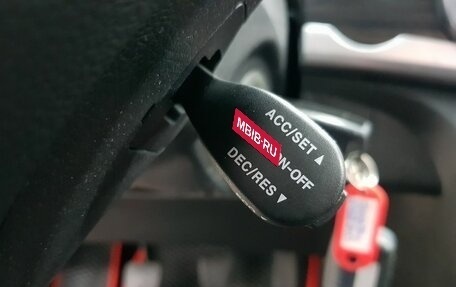 ACC/SET ▲
MBIB-RU
N-OFF
DEC/RES ▼